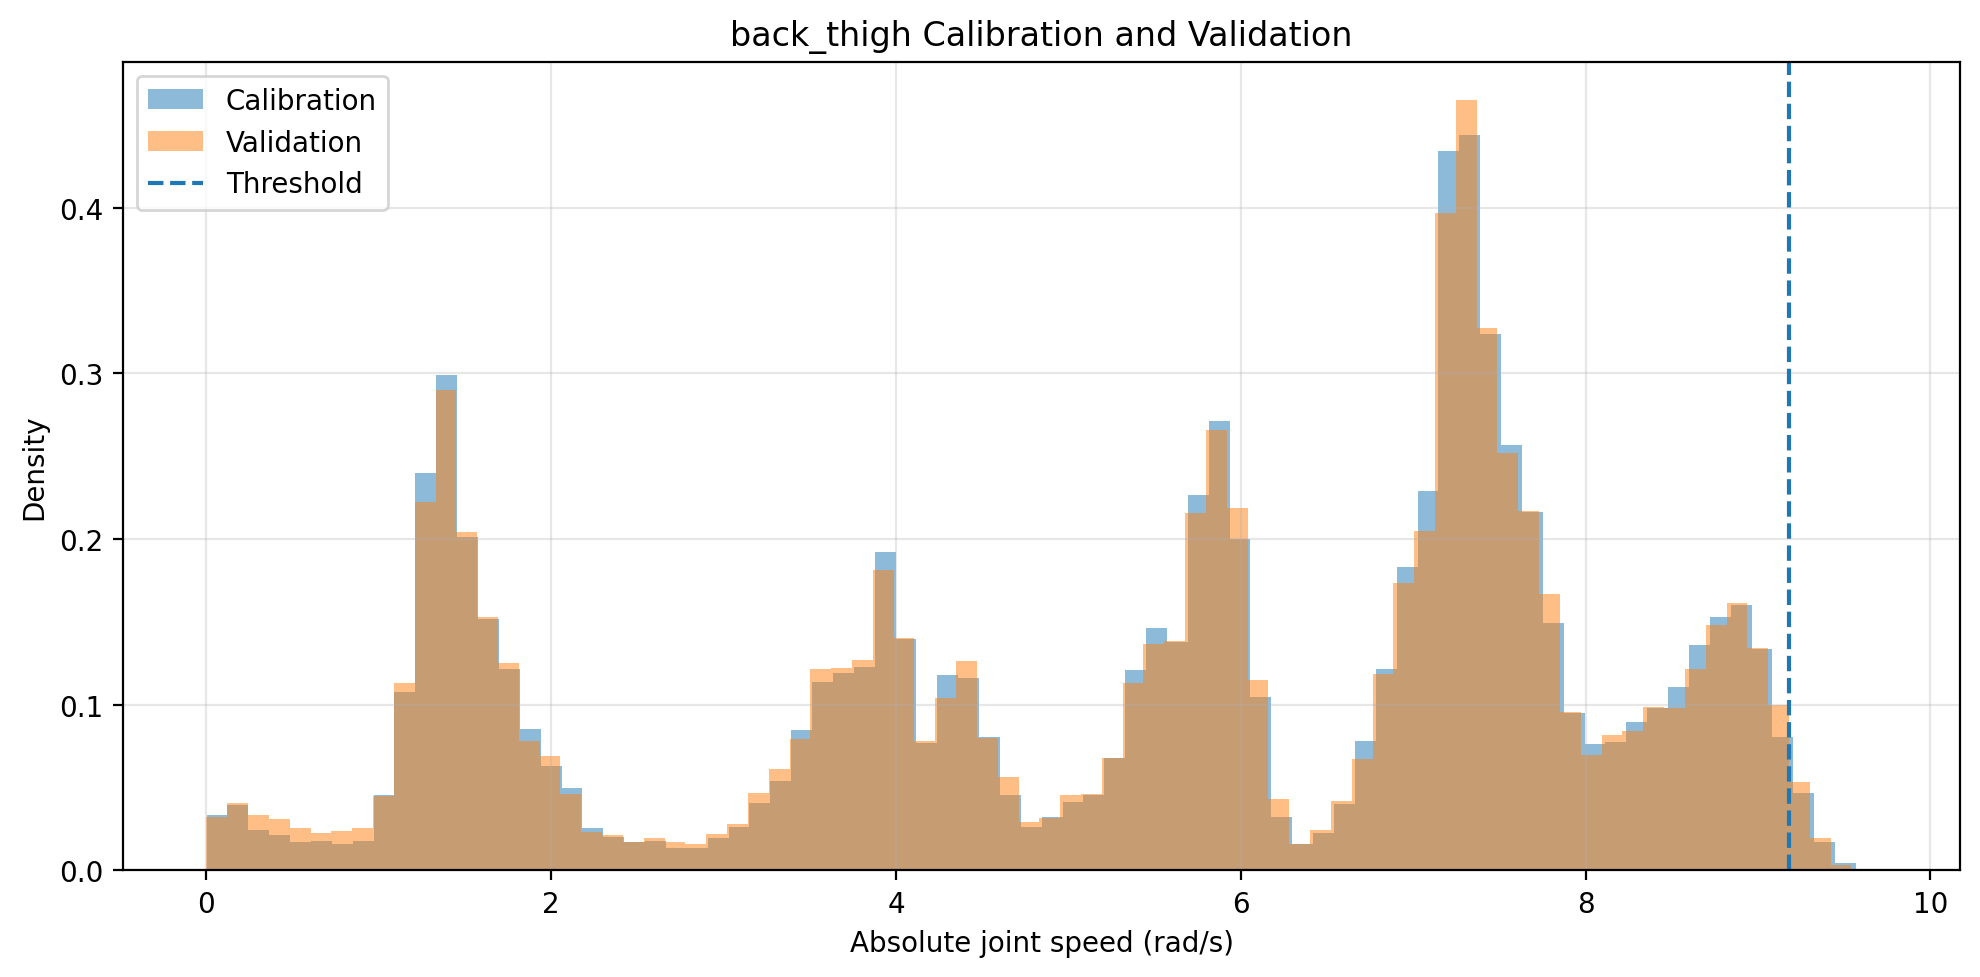 back_thigh Calibration and Validation
Calibration
Validation
Threshold
Density
0.4
0.3
0.2
0.1
0.0
0 2 4 6 8 10
Absolute joint speed (rad/s)